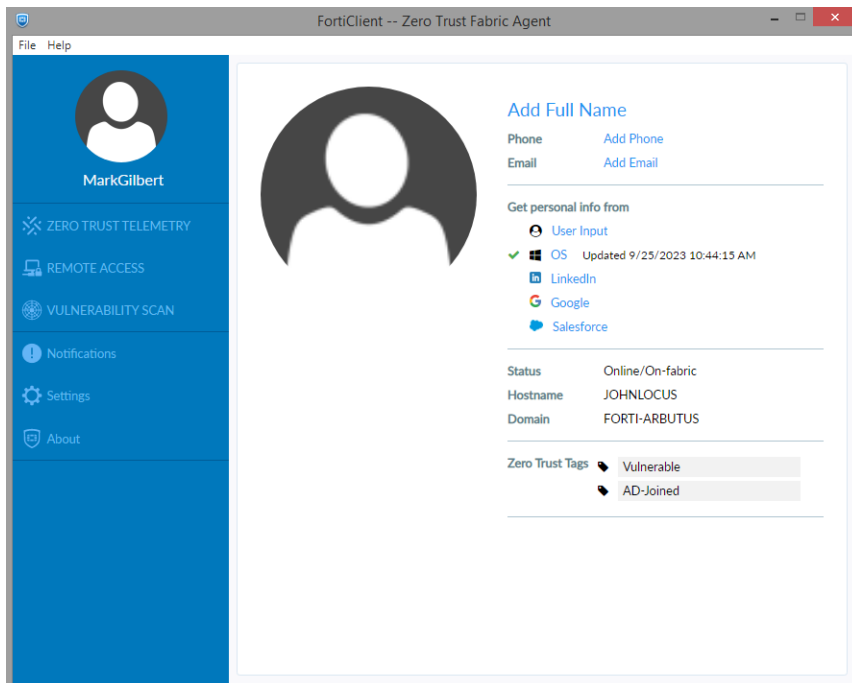 FortiClient -- Zero Trust Fabric Agent
File Help
MarkGilbert
ZERO TRUST TELEMETRY
REMOTE ACCESS
VULNERABILITY SCAN
Notifications
Settings
About
Add Full Name
Phone Add Phone
Email Add Email
Get personal info from
User Input
OS Updated 9/25/2023 10:44:15 AM
LinkedIn
Google
Salesforce
Status Online/On-fabric
Hostname JOHNLOCUS
Domain FORTI-ARBUTUS
Zero Trust Tags Vulnerable
AD-Joined